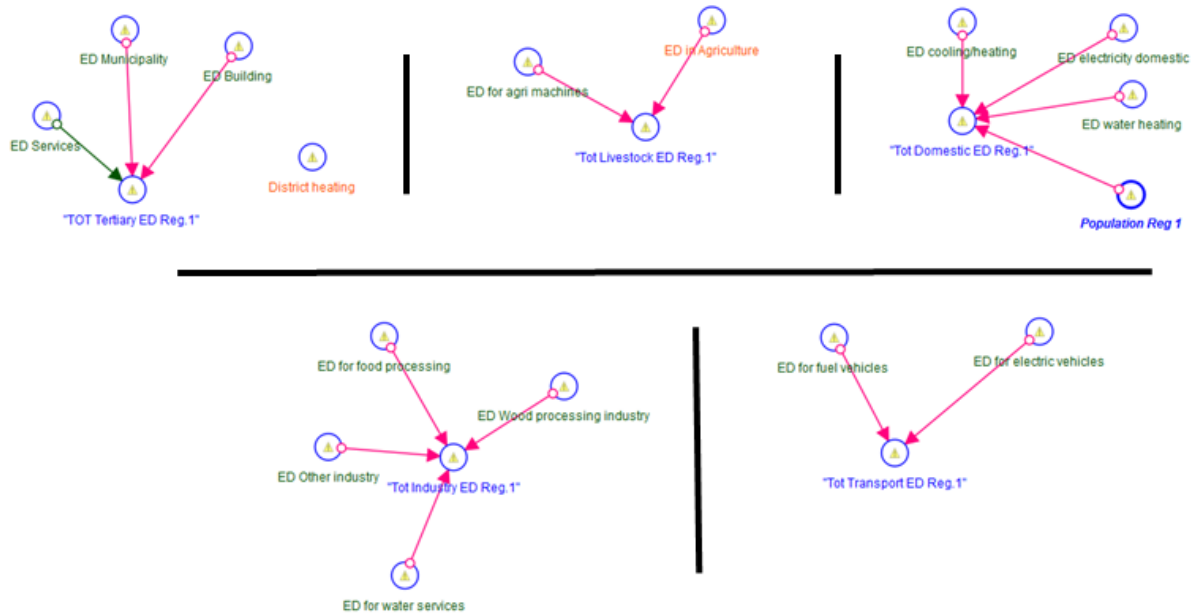 ED Municipality
ED Building
ED Services
"TOT Tertiary ED Reg.1"
District heating
ED in Agriculture
ED for agri machines
"Tot Livestock ED Reg.1"
ED cooling/heating
ED electricity domestic
ED water heating
"Tot Domestic ED Reg.1"
Population Reg 1
ED for food processing
ED Wood processing industry
ED Other industry
"Tot Industry ED Reg.1"
ED for water services
ED for fuel vehicles
ED for electric vehicles
"Tot Transport ED Reg.1"